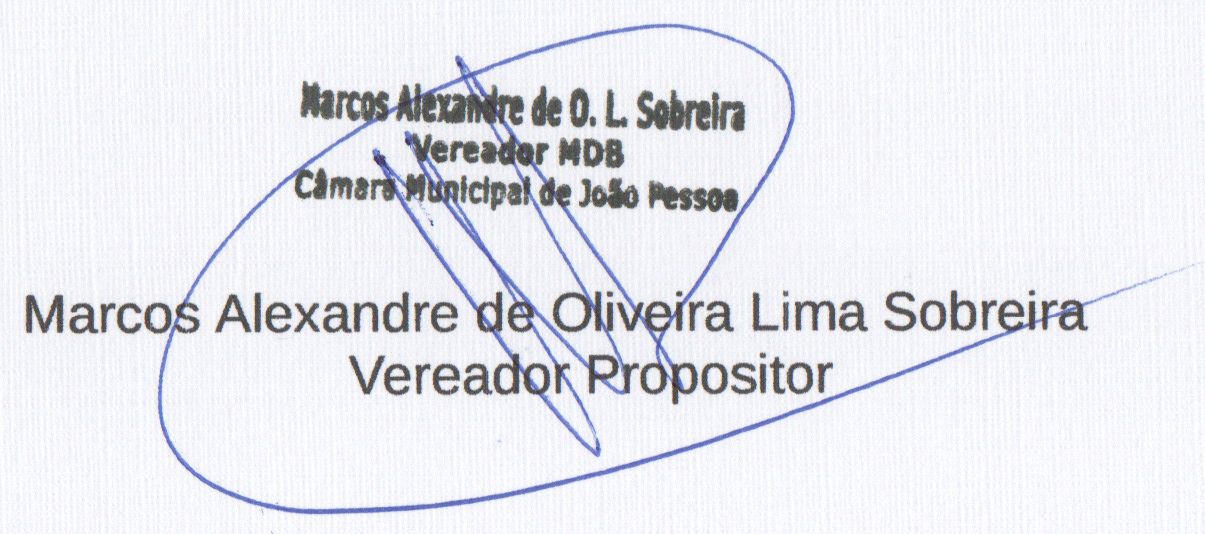 Marcos Alexandre de O. L. Sobreira
Vereador MDB
Câmara Municipal de João Pessoa
Marcos Alexandre de Oliveira Lima Sobreira
Vereador Propositor